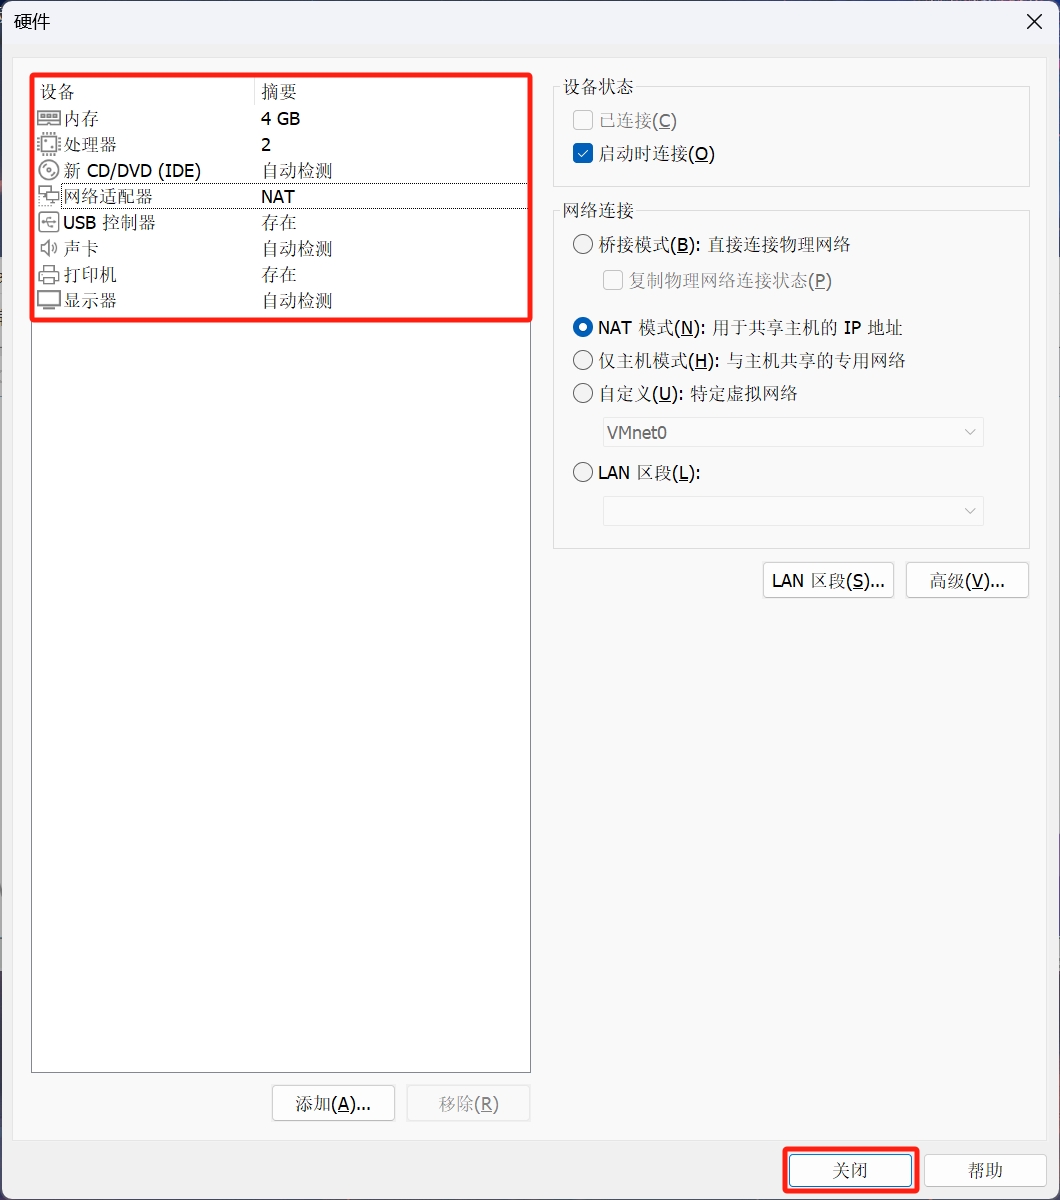 硬件
设备 摘要
内存 4 GB
处理器 2
新 CD/DVD (IDE) 自动检测
网络适配器 NAT
USB 控制器 存在
声卡 自动检测
打印机 存在
显示器 自动检测
添加(A)... 移除(R)
设备状态
已连接(C)
启动时连接(O)
网络连接
桥接模式(B): 直接连接物理网络
复制物理网络连接状态(P)
NAT 模式(N): 用于共享主机的 IP 地址
仅主机模式(H): 与主机共享的专用网络
自定义(U): 特定虚拟网络
VMnet0
LAN 区段(L):
LAN 区段(S)... 高级(V)...
关闭 帮助